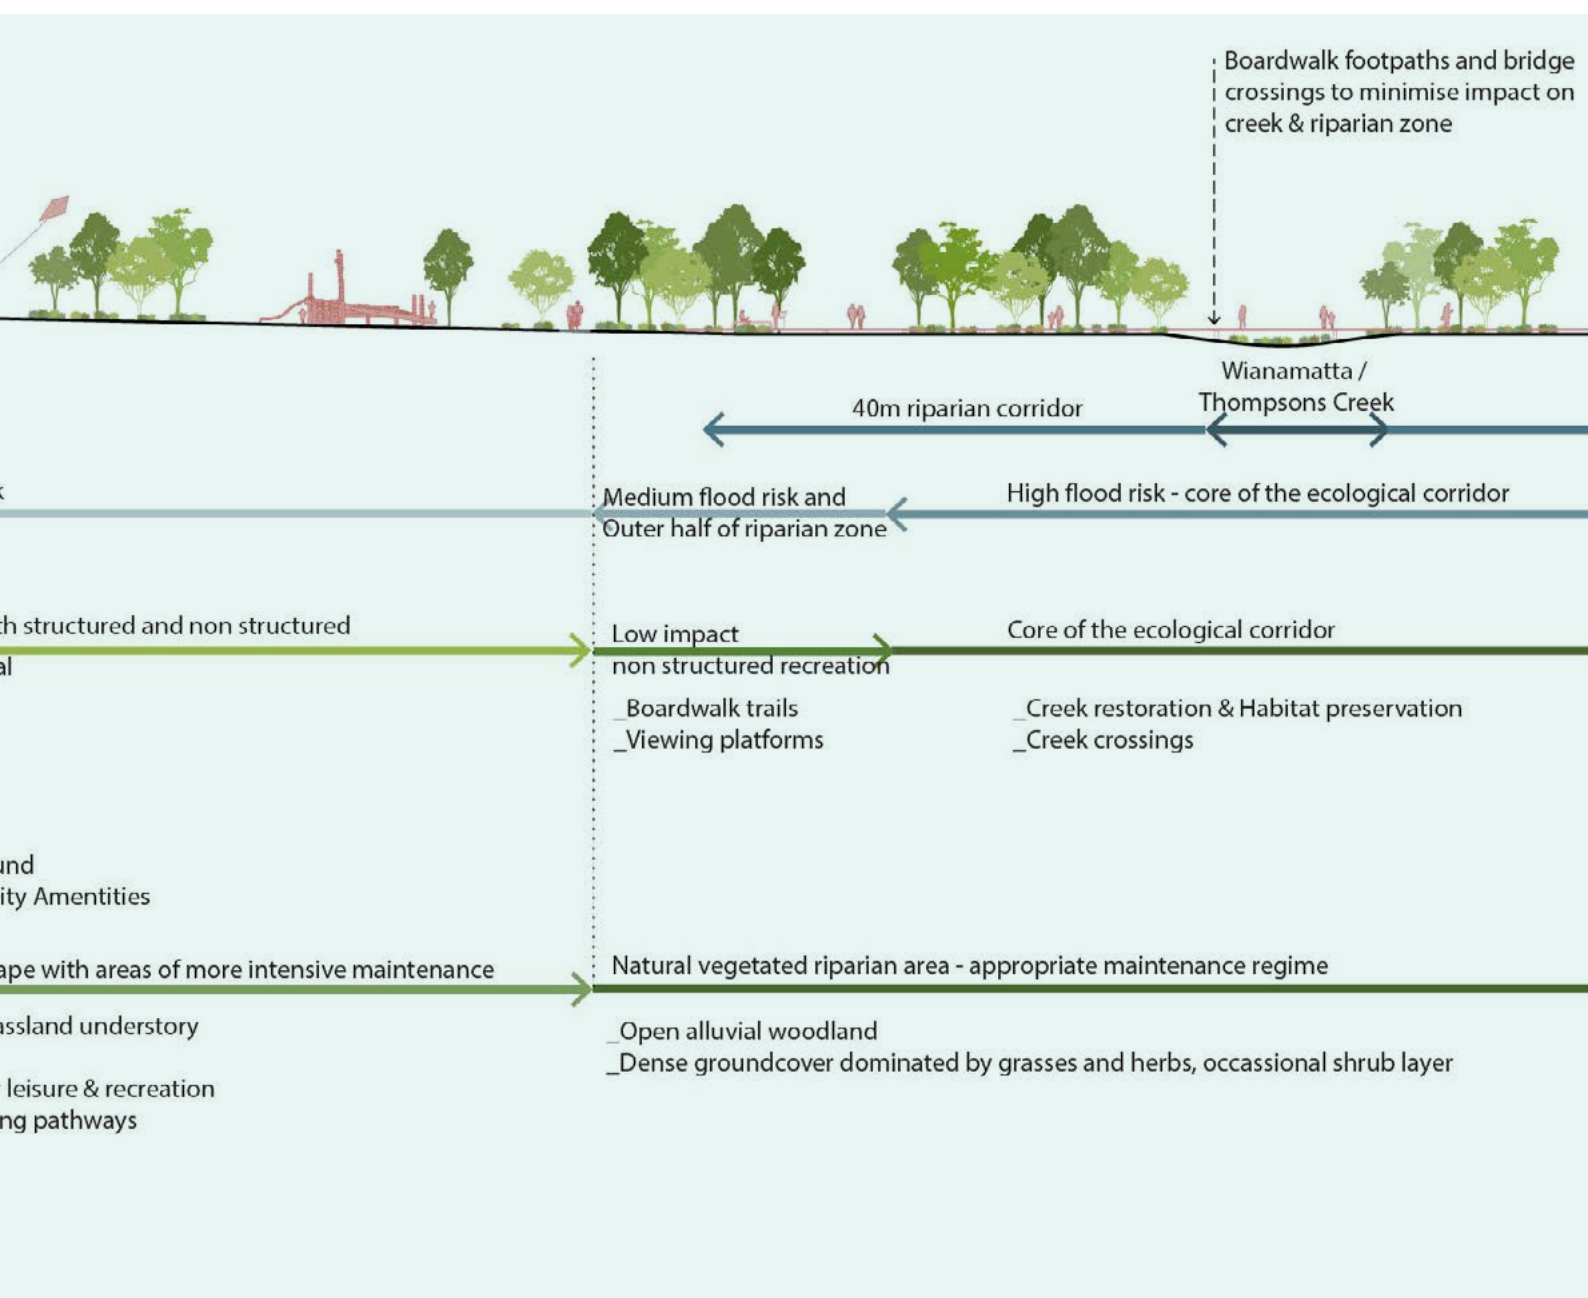 Boardwalk footpaths and bridge
crossings to minimise impact on
creek & riparian zone
Wianamatta /
Thompsons Creek
40m riparian corridor
k
Medium flood risk and
Outer half of riparian zone
High flood risk - core of the ecological corridor
th structured and non structured
al
Low impact
non structured recreation
Core of the ecological corridor
_Boardwalk trails
_Viewing platforms
_Creek restoration & Habitat preservation
_Creek crossings
und
ity Amentities
ape with areas of more intensive maintenance
Natural vegetated riparian area - appropriate maintenance regime
assland understory
leisure & recreation
ng pathways
_Open alluvial woodland
_Dense groundcover dominated by grasses and herbs, occassional shrub layer